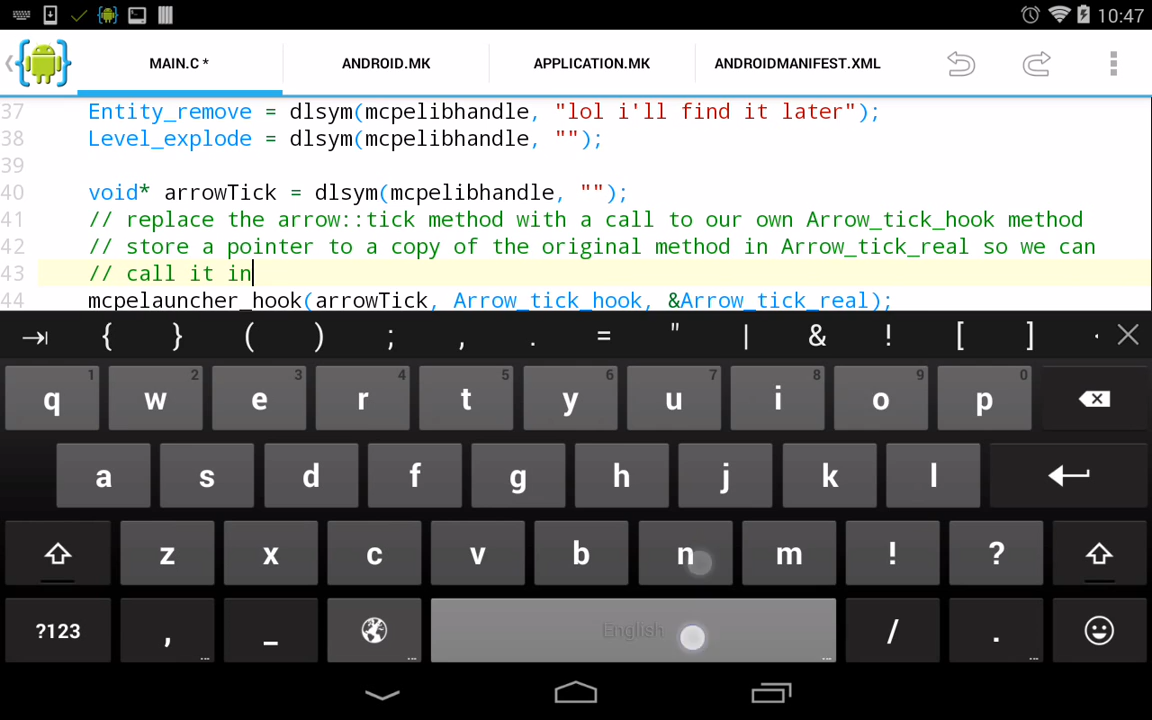 10:47
MAIN.C * ANDROID.MK APPLICATION.MK ANDROIDMANIFEST.XML
37 Entity_remove = dlsym(mcpelibhandle, "lol i'll find it later");
38 Level_explode = dlsym(mcpelibhandle, "");
39
40 void* arrowTick = dlsym(mcpelibhandle, "");
41 // replace the arrow::tick method with a call to our own Arrow_tick_hook method
42 // store a pointer to a copy of the original method in Arrow_tick_real so we can
43 // call it in
44 mcpelauncher_hook(arrowTick, Arrow_tick_hook, &Arrow_tick_real);
{ } ( ) ; , . = " | & ! [ ]
q 1 w 2 e 3 r 4 t 5 y 6 u 7 i 8 o 9 p 0
a s d f g h j k l
z x c v b n m ! ?
?123 , _ English / .